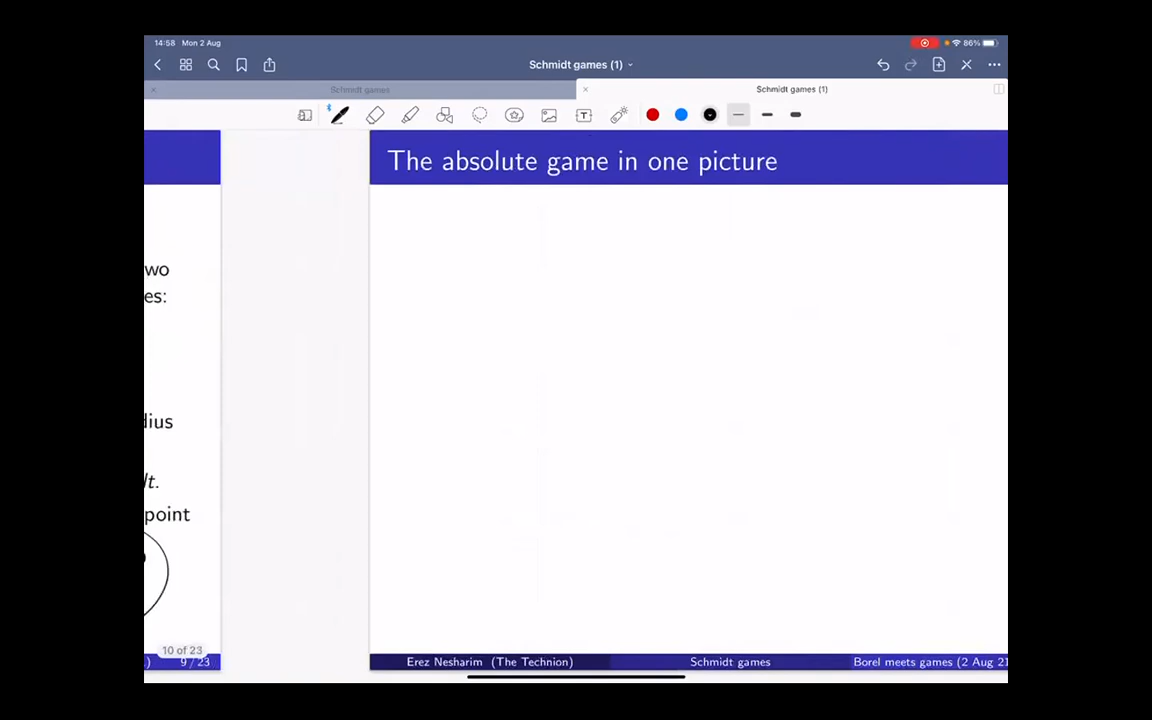 14:58 Mon 2 Aug
86%
Schmidt games (1)
Schmidt games
Schmidt games (1)
T
The absolute game in one picture
wo
es:
dius
lt.
point
10 of 23
) 9 / 23
Erez Nesharim (The Technion)
Schmidt games
Borel meets games (2 Aug 21